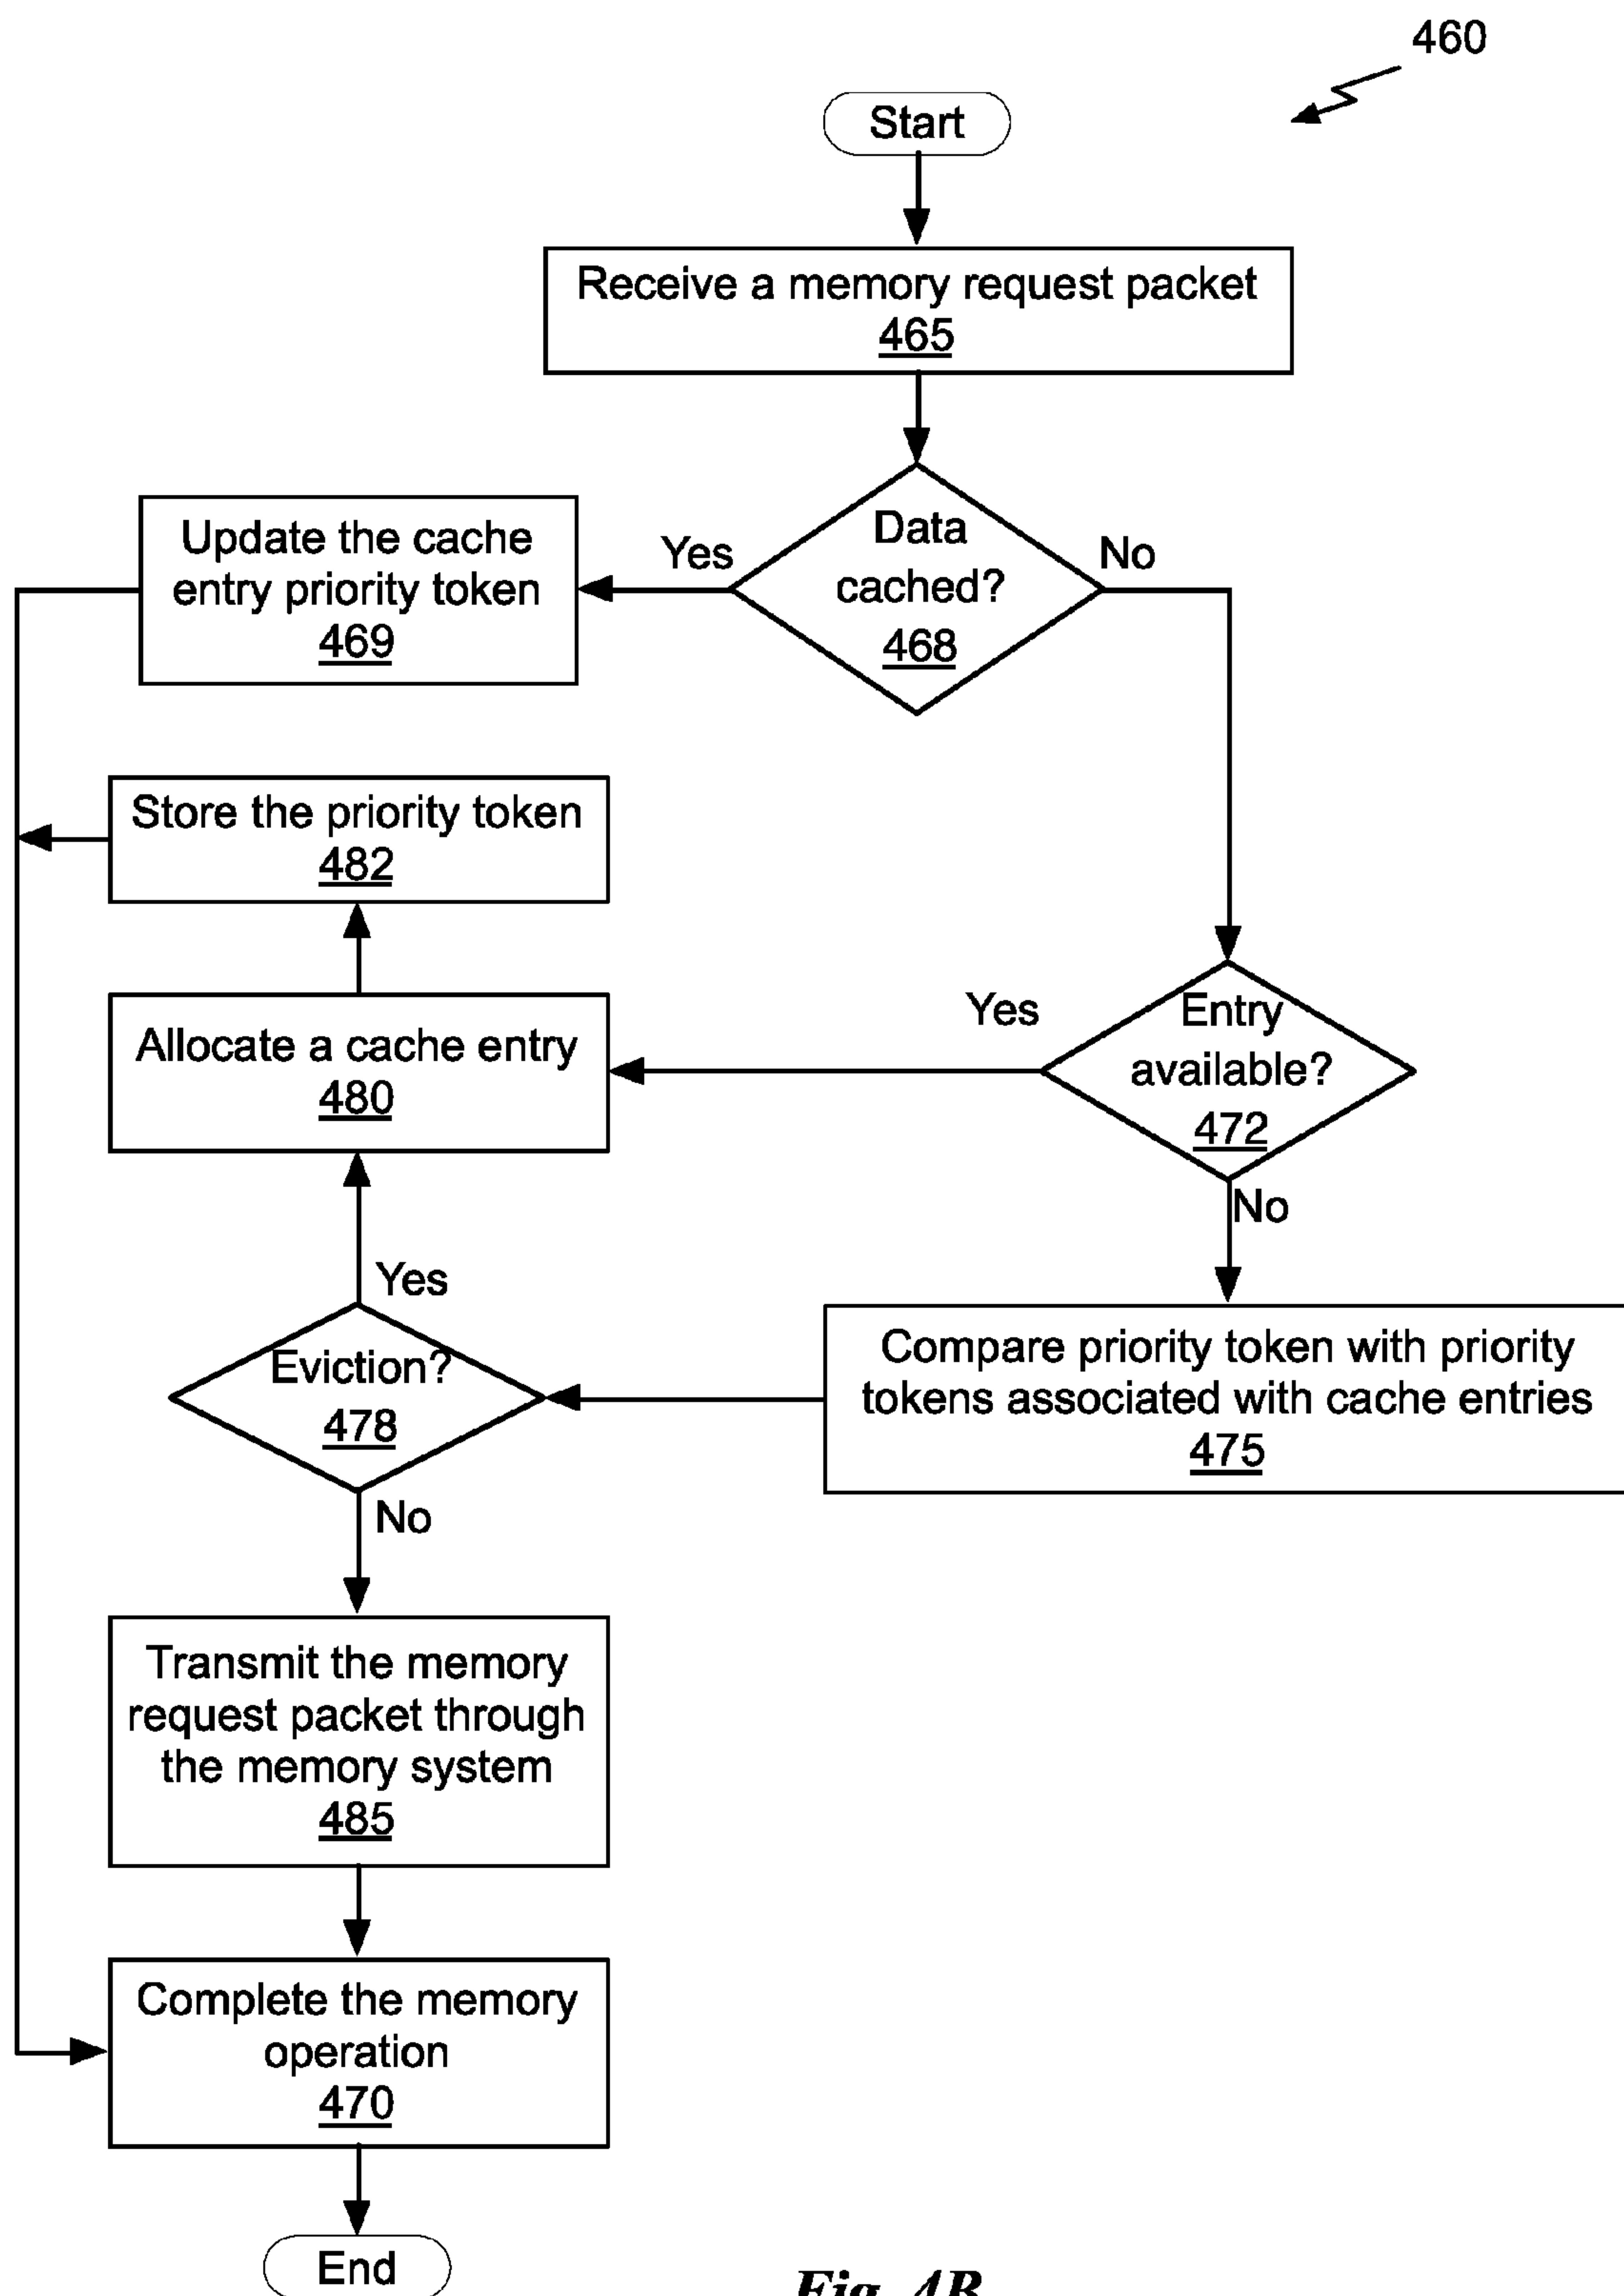 460
Start
Receive a memory request packet
465
Data
cached?
468
Yes
No
Update the cache
entry priority token
469
Store the priority token
482
Allocate a cache entry
480
Yes
Entry
available?
472
No
Compare priority token with priority
tokens associated with cache entries
475
Yes
Eviction?
478
No
Transmit the memory
request packet through
the memory system
485
Complete the memory
operation
470
End
Fig. 4B